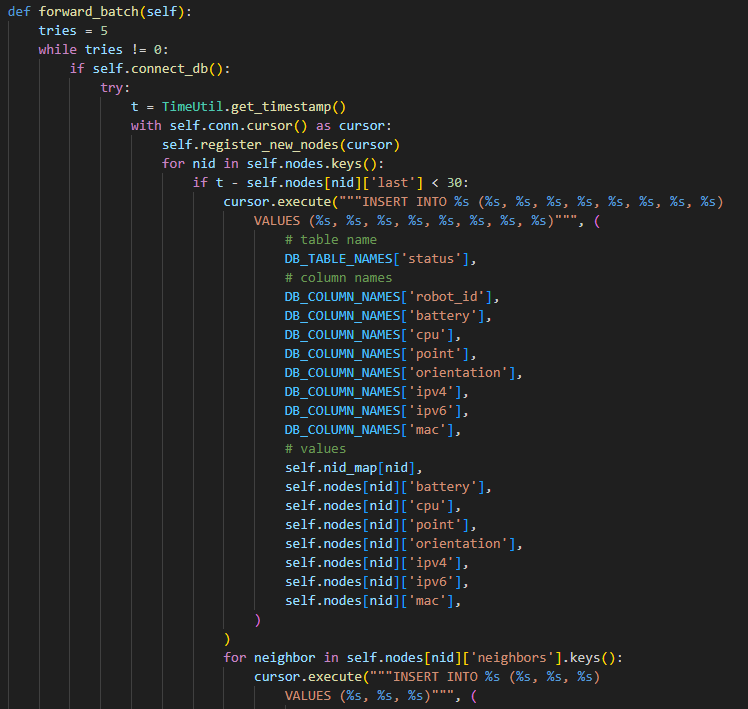 def forward_batch(self):
    tries = 5
    while tries != 0:
        if self.connect_db():
            try:
                t = TimeUtil.get_timestamp()
                with self.conn.cursor() as cursor:
                    self.register_new_nodes(cursor)
                    for nid in self.nodes.keys():
                        if t - self.nodes[nid]['last'] < 30:
                            cursor.execute("""INSERT INTO %s (%s, %s, %s, %s, %s, %s, %s, %s)
                                VALUES (%s, %s, %s, %s, %s, %s, %s, %s)""", (
                                    # table name
                                    DB_TABLE_NAMES['status'],
                                    # column names
                                    DB_COLUMN_NAMES['robot_id'],
                                    DB_COLUMN_NAMES['battery'],
                                    DB_COLUMN_NAMES['cpu'],
                                    DB_COLUMN_NAMES['point'],
                                    DB_COLUMN_NAMES['orientation'],
                                    DB_COLUMN_NAMES['ipv4'],
                                    DB_COLUMN_NAMES['ipv6'],
                                    DB_COLUMN_NAMES['mac'],
                                    # values
                                    self.nid_map[nid],
                                    self.nodes[nid]['battery'],
                                    self.nodes[nid]['cpu'],
                                    self.nodes[nid]['point'],
                                    self.nodes[nid]['orientation'],
                                    self.nodes[nid]['ipv4'],
                                    self.nodes[nid]['ipv6'],
                                    self.nodes[nid]['mac'],
                                )
                            )
                            for neighbor in self.nodes[nid]['neighbors'].keys():
                                cursor.execute("""INSERT INTO %s (%s, %s, %s)
                                    VALUES (%s, %s, %s)""", (